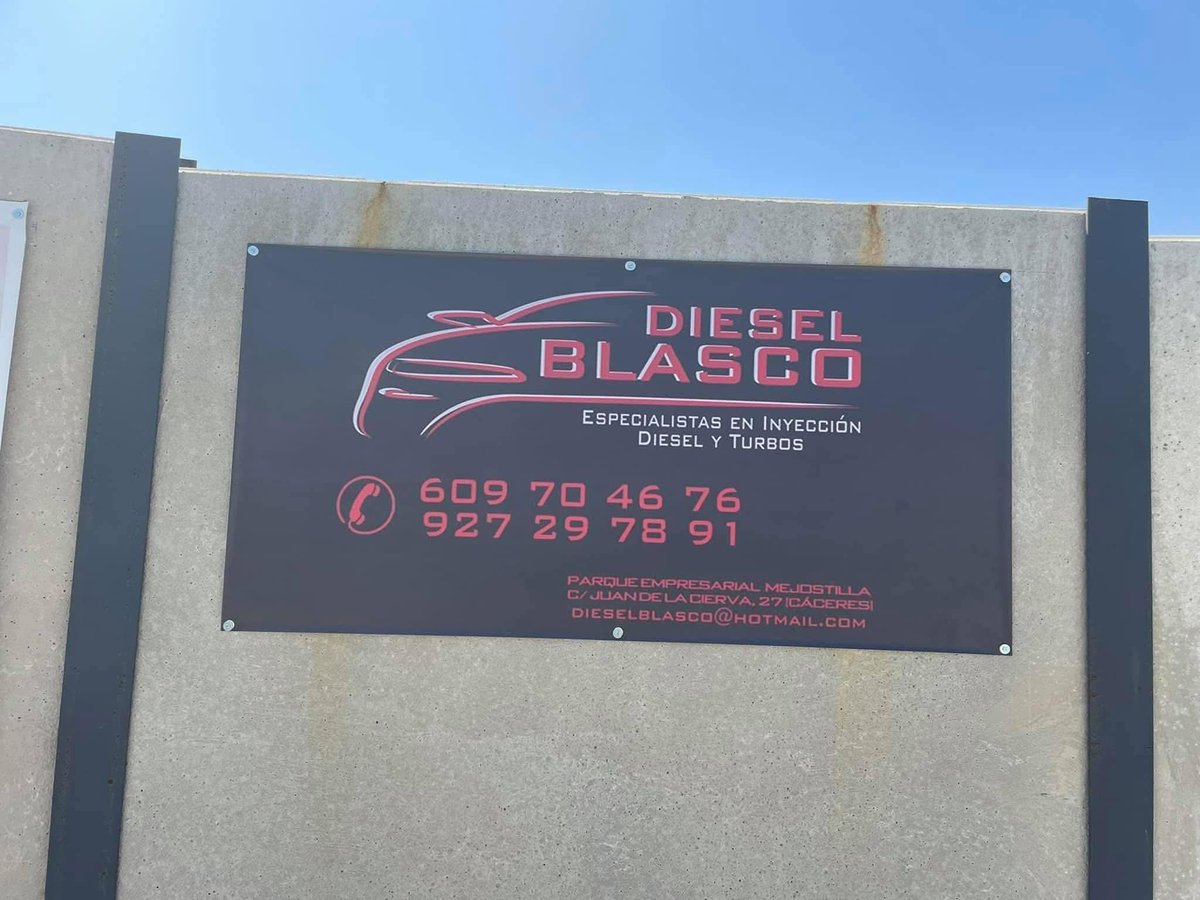 DIESEL
BLASCO
ESPECIALISTAS EN INYECCIÓN
DIESEL Y TURBOS
609 70 46 76
927 29 78 91
PARQUE EMPRESARIAL MEJOSTILLA
C/ JUAN DE LA CIERVA, 27 (CÁCERES)
DIESELBLASCO@HOTMAIL.COM